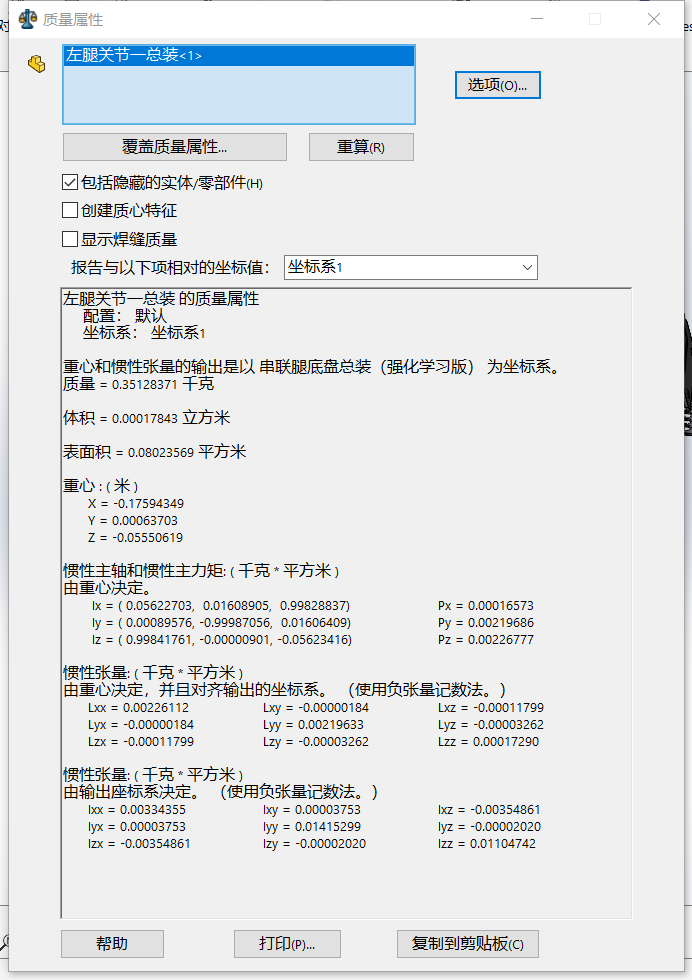 质量属性
左腿关节一总装<1>
选项(O)...
覆盖质量属性...
重算(R)
包括隐藏的实体/零部件(H)
创建质心特征
显示焊缝质量
报告与以下项相对的坐标值： 坐标系1
左腿关节一总装 的质量属性
配置： 默认
坐标系： 坐标系1
重心和惯性张量的输出是以 串联腿底盘总装（强化学习版） 为坐标系。
质量 = 0.35128371 千克
体积 = 0.00017843 立方米
表面积 = 0.08023569 平方米
重心 : ( 米 )
X = -0.17594349
Y = 0.00063703
Z = -0.05550619
惯性主轴和惯性主力矩: ( 千克 * 平方米 )
由重心决定。
Ix = ( 0.05622703, 0.01608905, 0.99828837) Px = 0.00016573
Iy = ( 0.00089576, -0.99987056, 0.01606409) Py = 0.00219686
Iz = ( 0.99841761, -0.00000901, -0.05623416) Pz = 0.00226777
惯性张量: ( 千克 * 平方米 )
由重心决定，并且对齐输出的坐标系。 （使用负张量记数法。）
Lxx = 0.00226112 Lxy = -0.00000184 Lxz = -0.00011799
Lyx = -0.00000184 Lyy = 0.00219633 Lyz = -0.00003262
Lzx = -0.00011799 Lzy = -0.00003262 Lzz = 0.00017290
惯性张量: ( 千克 * 平方米 )
由输出座标系决定。 （使用负张量记数法。）
Ixx = 0.00334355 Ixy = 0.00003753 Ixz = -0.00354861
Iyx = 0.00003753 Iyy = 0.01415299 Iyz = -0.00002020
Izx = -0.00354861 Izy = -0.00002020 Izz = 0.01104742
帮助
打印(P)...
复制到剪贴板(C)